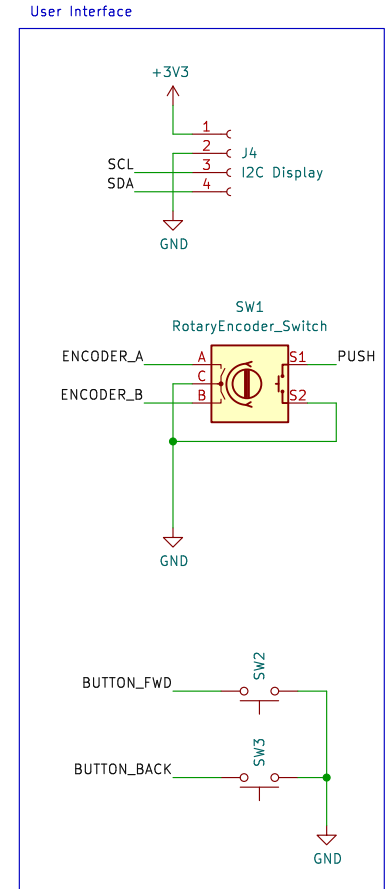 User Interface
+3V3
1
2
J4
SCL
3
I2C Display
SDA
4
GND
SW1
RotaryEncoder_Switch
ENCODER_A
A
S1
PUSH
C
ENCODER_B
B
S2
GND
SW2
BUTTON_FWD
SW3
BUTTON_BACK
GND